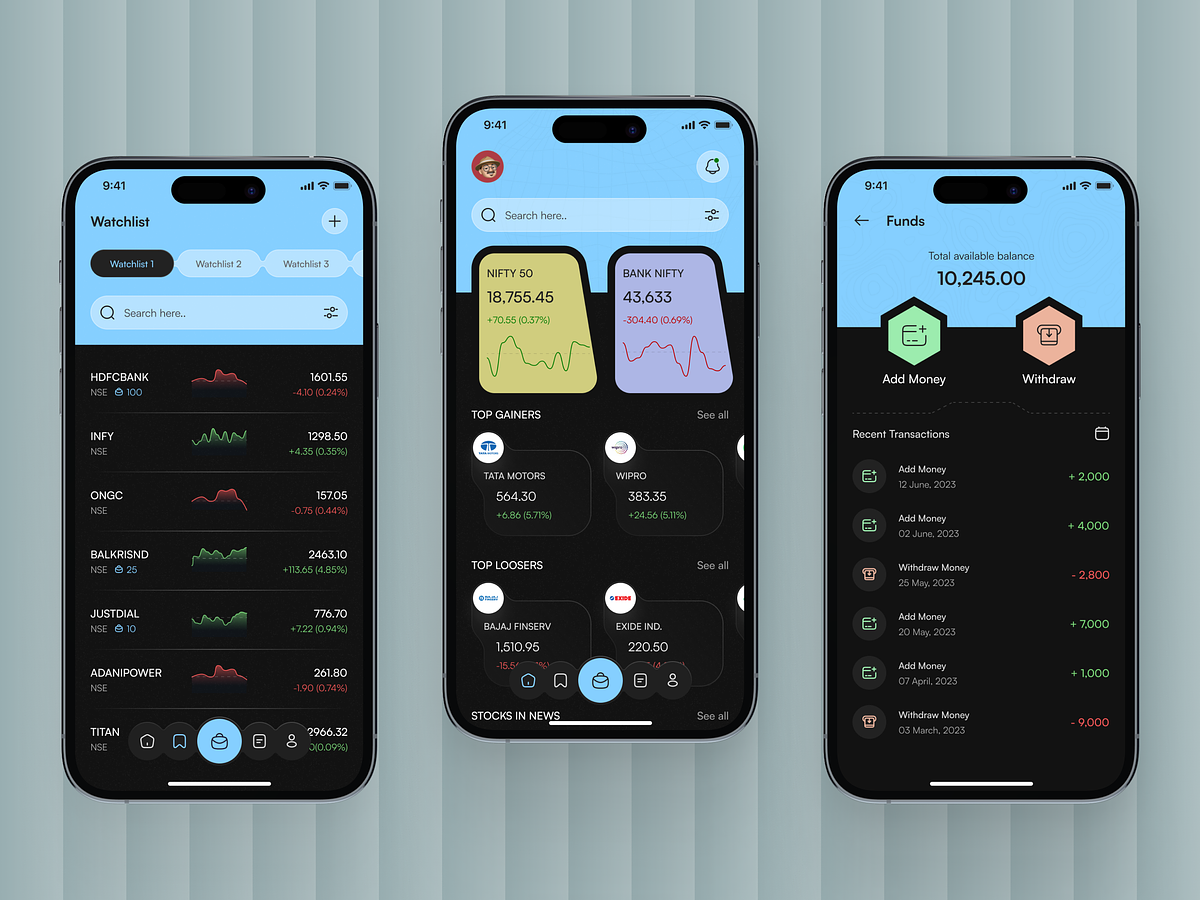 9:41
Watchlist
Watchlist 1
Watchlist 2
Watchlist 3
Search here..
HDFCBANK
1601.55
NSE 100
-4.10 (0.24%)
INFY
1298.50
NSE
+4.35 (0.35%)
ONGC
157.05
NSE
-0.75 (0.44%)
BALKRISND
2463.10
NSE 25
+113.65 (4.85%)
JUSTDIAL
776.70
NSE 10
+7.22 (0.94%)
ADANIPOWER
261.80
NSE
-1.90 (0.74%)
TITAN
2966.32
NSE
(0.09%)
9:41
Search here..
NIFTY 50
18,755.45
+70.55 (0.37%)
BANK NIFTY
43,633
-304.40 (0.69%)
TOP GAINERS
See all
TATA MOTORS
564.30
+6.86 (5.71%)
wipro
WIPRO
383.35
+24.56 (5.11%)
TOP LOOSERS
See all
BAJAJ FINSERV
1,510.95
EXIDE
EXIDE IND.
220.50
STOCKS IN NEWS
See all
9:41
Funds
Total available balance
10,245.00
Add Money
Withdraw
Recent Transactions
Add Money
12 June, 2023
+ 2,000
Add Money
02 June, 2023
+ 4,000
Withdraw Money
25 May, 2023
- 2,800
Add Money
20 May, 2023
+ 7,000
Add Money
07 April, 2023
+ 1,000
Withdraw Money
03 March, 2023
- 9,000